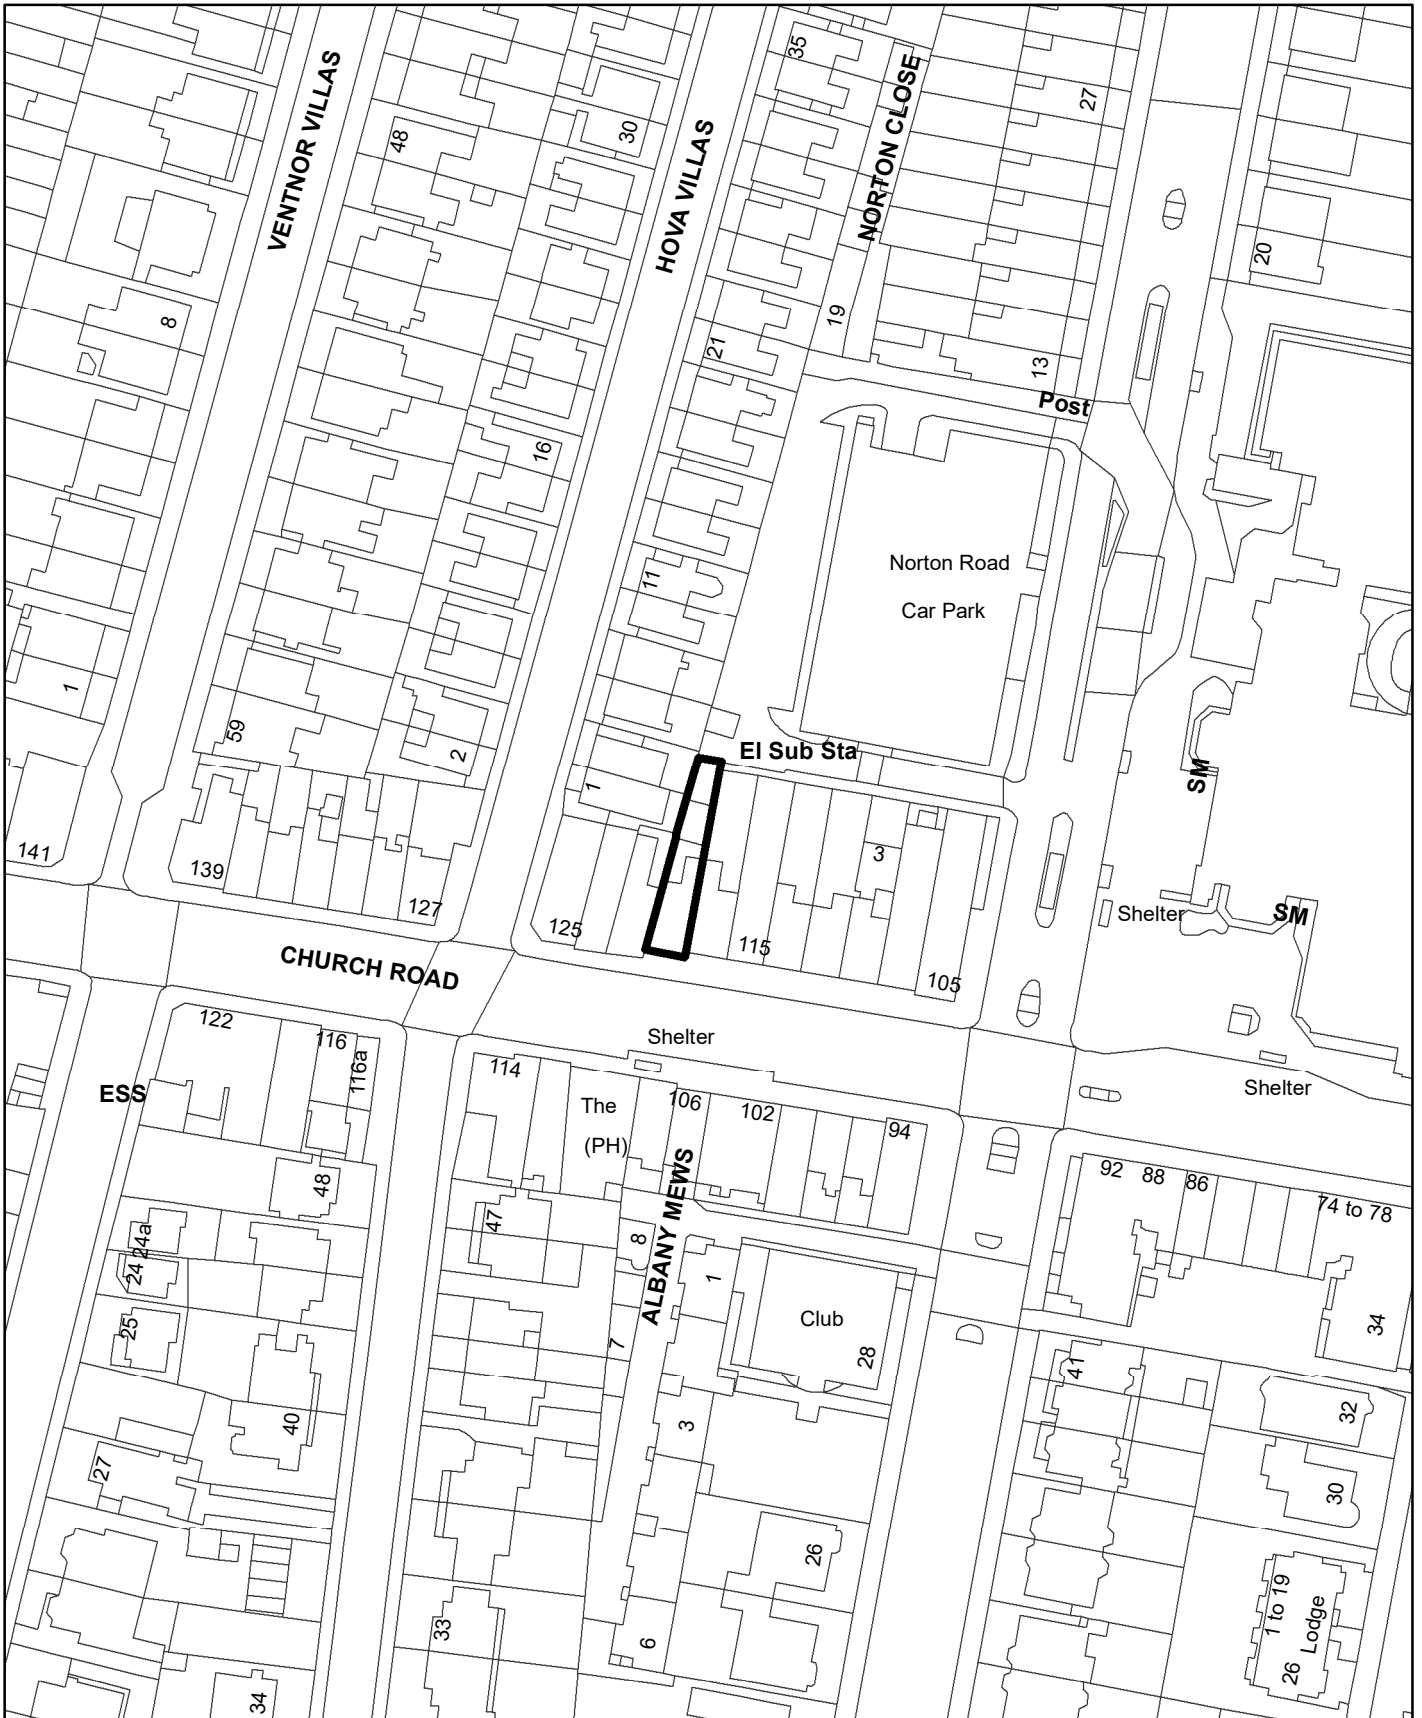 VENTNOR VILLAS
48
30
HOVA VILLAS
35
NORTON CLOSE
27
20
8
19
21
13
Post
16
Norton Road
Car Park
11
1
59
2
El Sub Sta
1
SM
141
139
127
3
125
115
105
Shelter
SM
CHURCH ROAD
122
116
116a
ESS
Shelter
114
The
(PH)
106
102
94
Shelter
92
88
86
74 to 78
48
47
24a
24
25
8
ALBANY MEWS
1
Club
28
7
34
41
40
3
32
27
30
26
33
6
1 to 19
Lodge
26
34